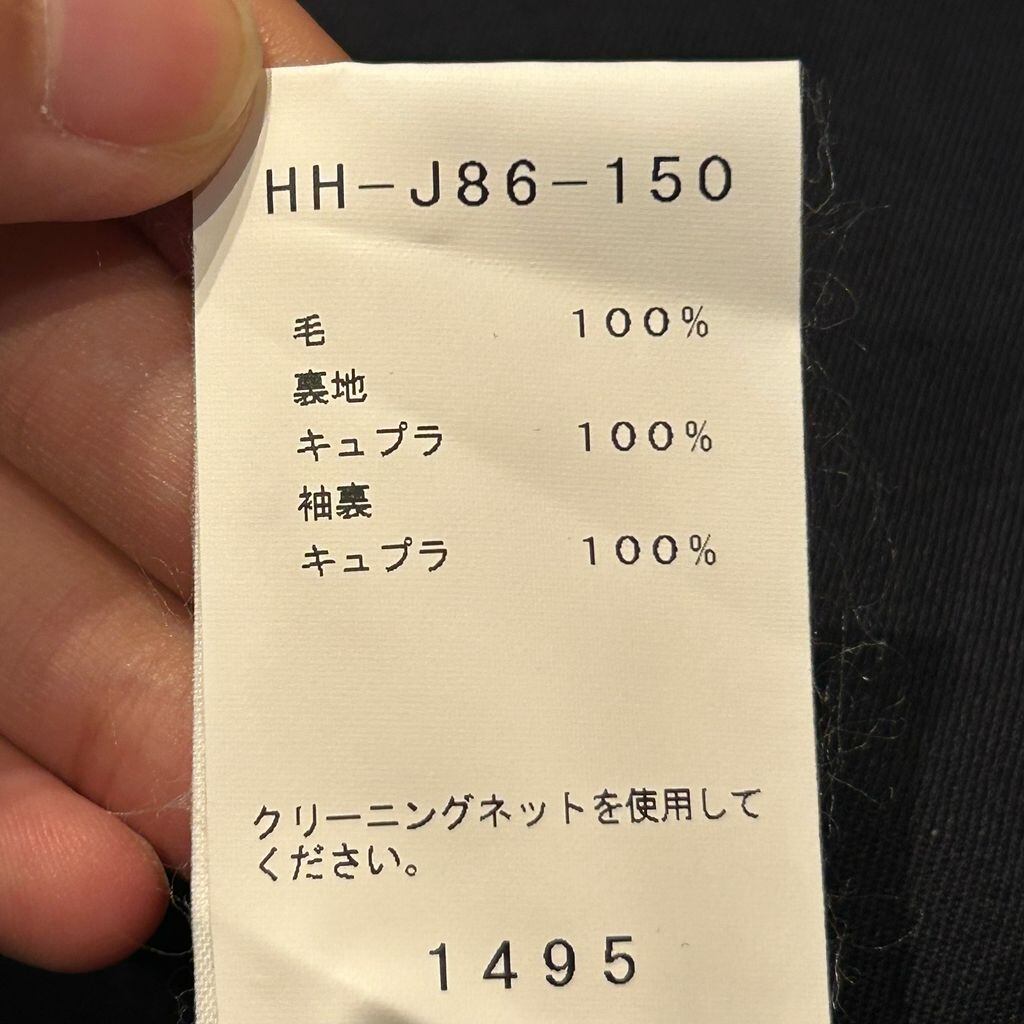 HH-J86-150
毛 100%
裏地
キュプラ 100%
袖裏
キュプラ 100%
クリーニングネットを使用して
ください。
1495